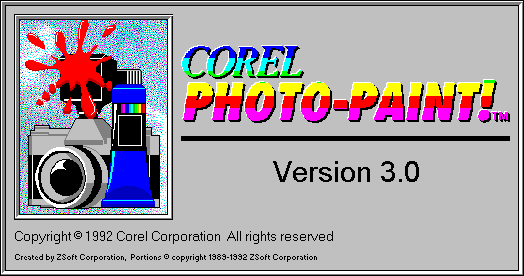 COREL
PHOTO-PAINT!™
Version 3.0
Copyright © 1992 Corel Corporation All rights reserved
Created by ZSoft Corporation, Portions © copyright 1989-1992 ZSoft Corporation